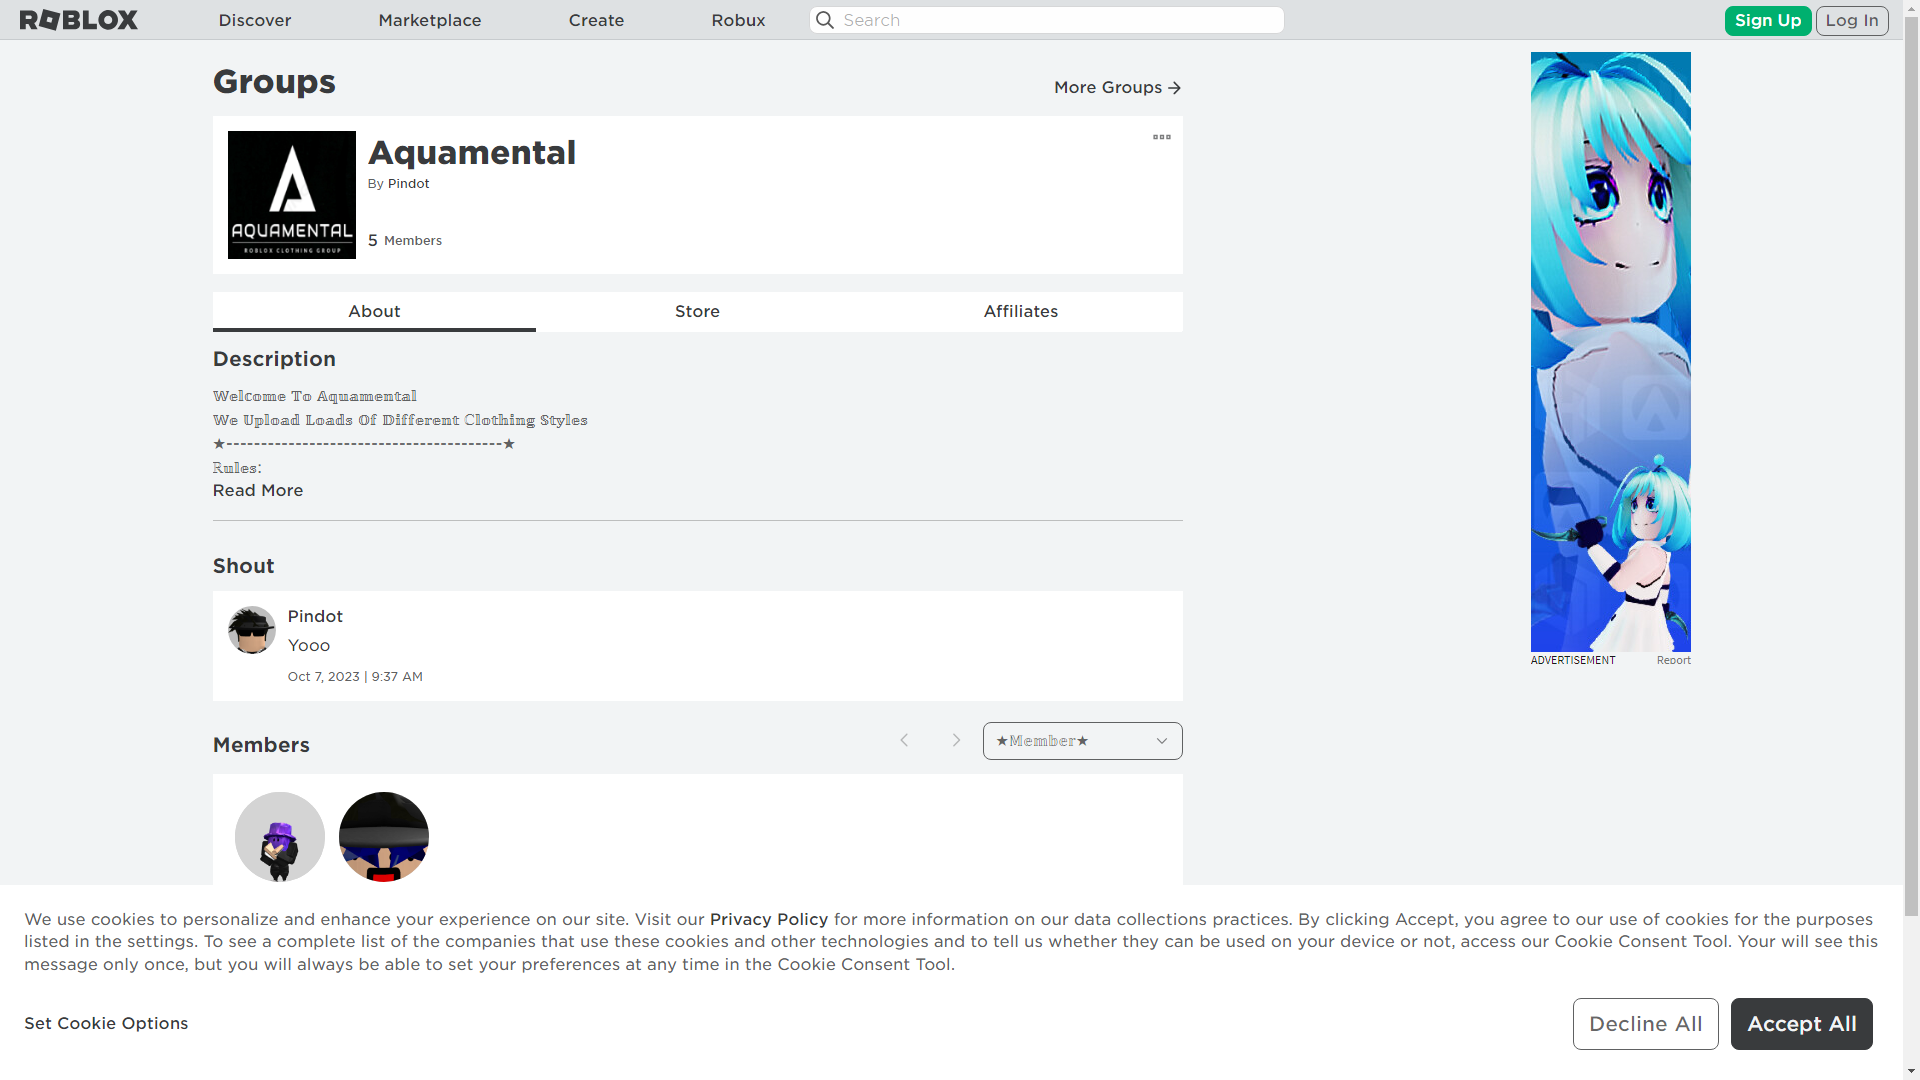 ROBLOX
Discover
Marketplace
Create
Robux
Search
Sign Up
Log In
Groups
More Groups
AQUAMENTAL
ROBLOX CLOTHING GROUP
Aquamental
By Pindot
5 Members
About
Store
Affiliates
Description
𝕎𝕖𝕝𝕔𝕠𝕞𝕖 𝕋𝕠 𝔸𝕢𝕦𝕒𝕞𝕖𝕟𝕥𝕒𝕝
𝕎𝕖 𝕌𝕡𝕝𝕠𝕒𝕕 𝕃𝕠𝕒𝕕𝕤 𝕆𝕗 𝔻𝕚𝕗𝕗𝕖𝕣𝕖𝕟𝕥 ℂ𝕝𝕠𝕥𝕙𝕚𝕟𝕘 𝕊𝕥𝕪𝕝𝕖𝕤
★----------------------------------------★
ℝ𝕦𝕝𝕖𝕤:
Read More
Shout
Pindot
Yooo
Oct 7, 2023 | 9:37 AM
Members
★𝕄𝕖𝕞𝕓𝕖𝕣★
ADVERTISEMENT
Report
We use cookies to personalize and enhance your experience on our site. Visit our Privacy Policy for more information on our data collections practices. By clicking Accept, you agree to our use of cookies for the purposes
listed in the settings. To see a complete list of the companies that use these cookies and other technologies and to tell us whether they can be used on your device or not, access our Cookie Consent Tool. Your will see this
message only once, but you will always be able to set your preferences at any time in the Cookie Consent Tool.
Set Cookie Options
Decline All
Accept All